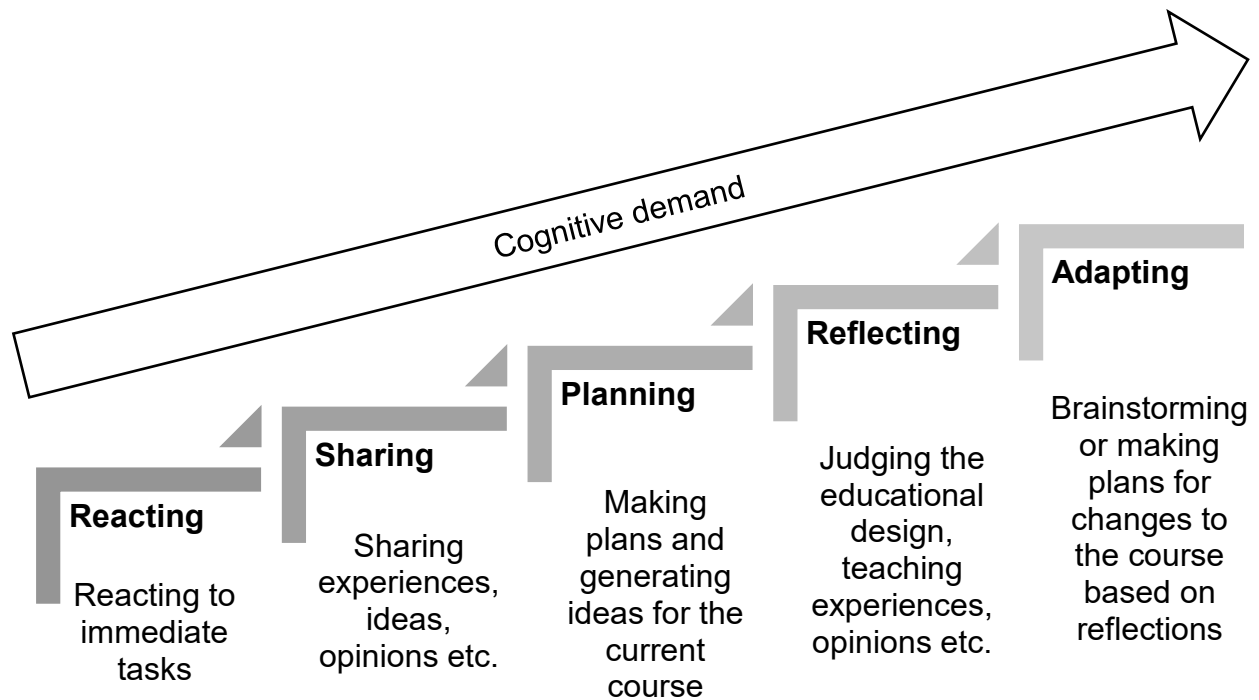 Cognitive demand
Reacting
Reacting to
immediate
tasks
Sharing
Sharing
experiences,
ideas,
opinions etc.
Planning
Making
plans and
generating
ideas for the
current
course
Reflecting
Judging the
educational
design,
teaching
experiences,
opinions etc.
Adapting
Brainstorming
or making
plans for
changes to
the course
based on
reflections